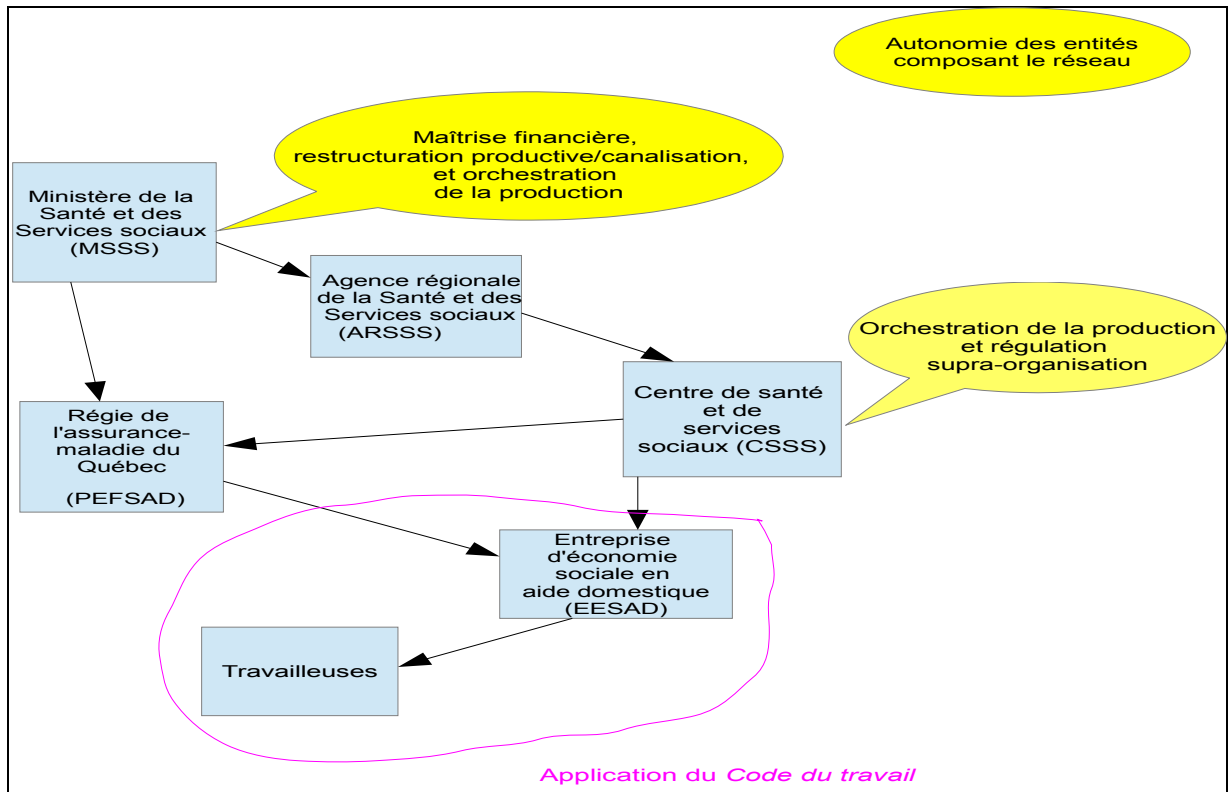 Autonomie des entités
composant le réseau
Maîtrise financière,
restructuration productive/canalisation,
et orchestration
de la production
Ministère de la
Santé et des
Services sociaux
(MSSS)
Agence régionale
de la Santé et des
Services sociaux
(ARSSS)
Orchestration de la production
et régulation
supra-organisation
Centre de santé
et de
services
sociaux (CSSS)
Régie de
l'assurance-
maladie du
Québec
(PEFSAD)
Entreprise
d'économie
sociale en
aide domestique
(EESAD)
Travailleuses
Application du Code du travail